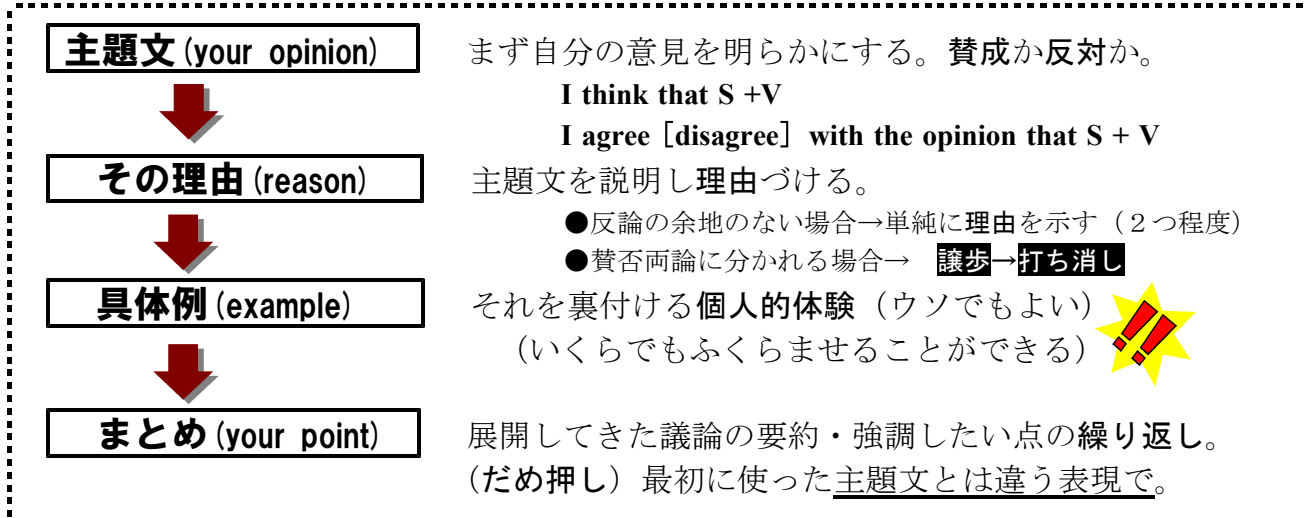 主題文(your opinion) まず自分の意見を明らかにする。賛成か反対か。
I think that S +V
I agree［disagree］with the opinion that S + V
その理由(reason) 主題文を説明し理由づける。
●反論の余地のない場合→単純に理由を示す（２つ程度）
●賛否両論に分かれる場合→　譲歩→打ち消し
具体例(example) それを裏付ける個人的体験（ウソでもよい）
（いくらでもふくらませることができる）
まとめ(your point) 展開してきた議論の要約・強調したい点の繰り返し。
(だめ押し）最初に使った主題文とは違う表現で。